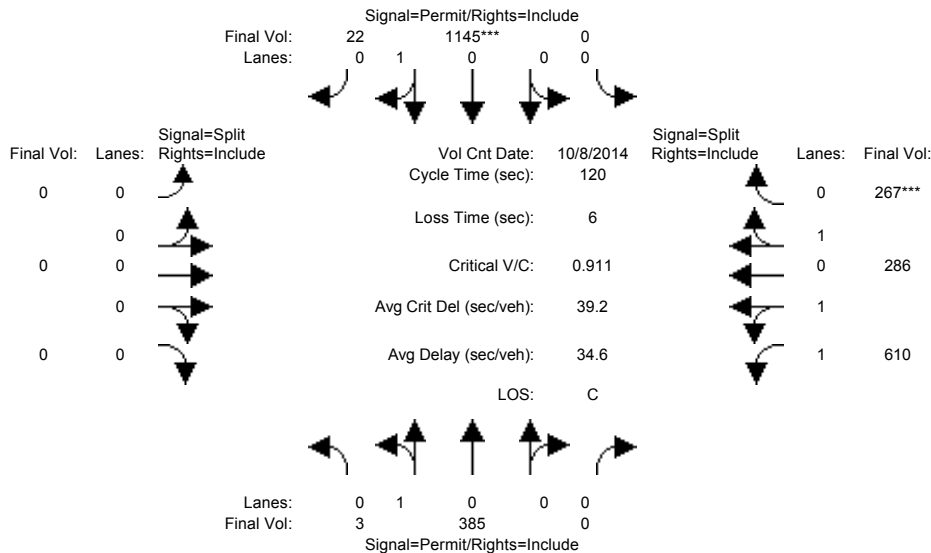 Signal=Permit/Rights=Include
Final Vol: 22 1145*** 0
Lanes: 0 1 0 0 0
Signal=Split Signal=Split
Final Vol: Lanes: Rights=Include Vol Cnt Date: 10/8/2014 Rights=Include Lanes: Final Vol:
Cycle Time (sec): 120
0 0 0 267***
Loss Time (sec): 6
0 1
0 0 Critical V/C: 0.911 0 286
0 Avg Crit Del (sec/veh): 39.2 1
0 0 Avg Delay (sec/veh): 34.6 1 610
LOS: C
Lanes: 0 1 0 0 0
Final Vol: 3 385 0
Signal=Permit/Rights=Include